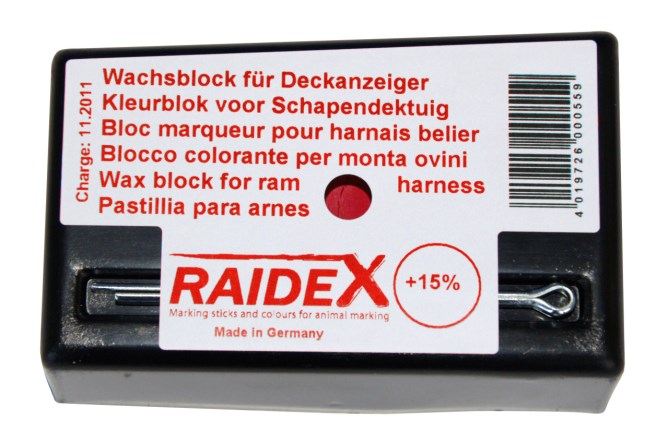 Wachsblock für Deckanzeiger
Kleurblok voor Schapendektuig
Bloc marqueur pour harnais belier
Blocco colorante per monta ovini
Wax block for ram harness
Pastillia para arnes
Charge: 11.2011
4 019726 000559
RAIDEX
+15%
Marking sticks and colours for animal marking
Made in Germany